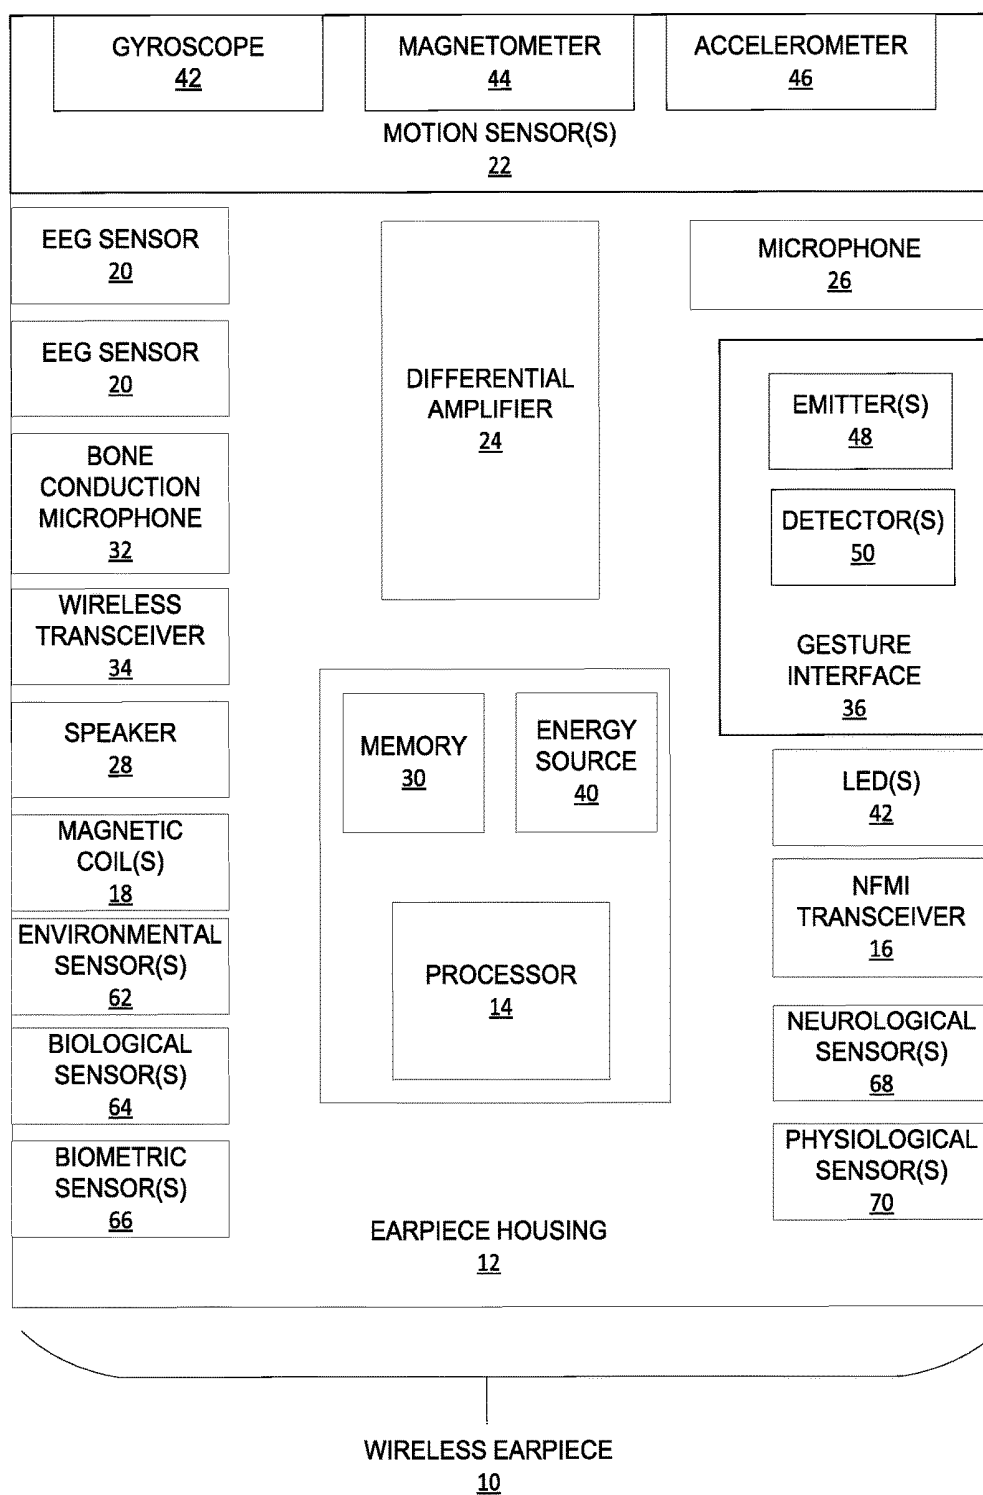 GYROSCOPE
42
MAGNETOMETER
44
ACCELEROMETER
46
MOTION SENSOR(S)
22
EEG SENSOR
20
EEG SENSOR
20
BONE
CONDUCTION
MICROPHONE
32
WIRELESS
TRANSCEIVER
34
SPEAKER
28
MAGNETIC
COIL(S)
18
ENVIRONMENTAL
SENSOR(S)
62
BIOLOGICAL
SENSOR(S)
64
BIOMETRIC
SENSOR(S)
66
DIFFERENTIAL
AMPLIFIER
24
MEMORY
30
ENERGY
SOURCE
40
PROCESSOR
14
MICROPHONE
26
EMITTER(S)
48
DETECTOR(S)
50
GESTURE
INTERFACE
36
LED(S)
42
NFMI
TRANSCEIVER
16
NEUROLOGICAL
SENSOR(S)
68
PHYSIOLOGICAL
SENSOR(S)
70
EARPIECE HOUSING
12
WIRELESS EARPIECE
10